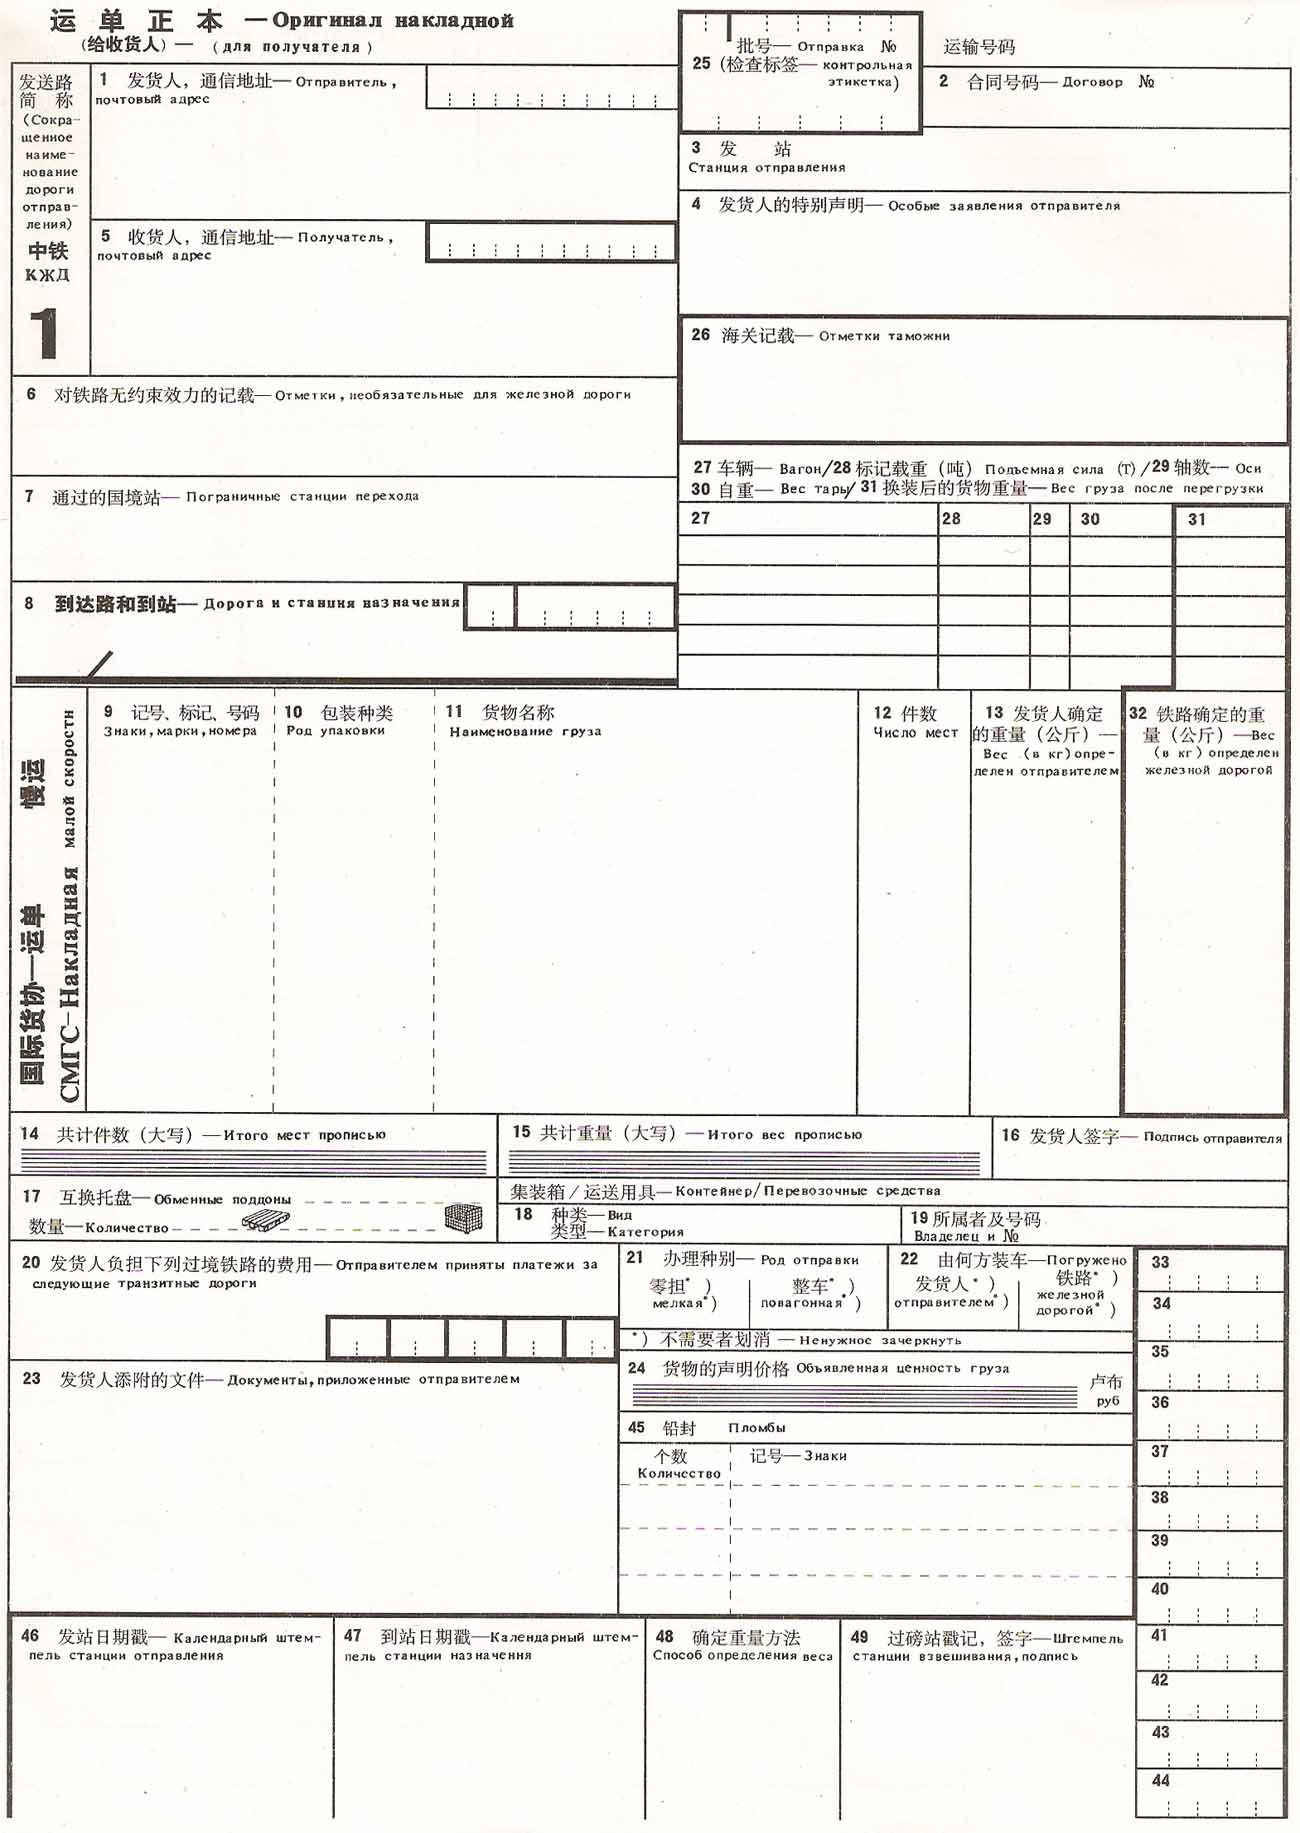 运单正本—Оригинал накладной
(给收货人)— (для получателя)
发送路
简 称
(Сокра-
щенное
наиме-
нование
дороги
отправ-
ления)
中铁
КЖД
1
1 发货人，通信地址—Отправитель,
почтовый адрес
25 批号—Отправка №
(检查标签—контрольная
этикетка)
运输号码
2 合同号码—Договор №
3 发 站
Станция отправления
4 发货人的特别声明—Особые заявления отправителя
5 收货人，通信地址—Получатель,
почтовый адрес
26 海关记载—Отметки таможни
6 对铁路无约束效力的记载—Отметки, необязательные для железной дороги
7 通过的国境站—Пограничные станции перехода
27 车辆—Вагон/28 标记载重（吨）Подъемная сила (Т)/29 轴数—Оси
30 自重—Вес тары/31 换装后的货物重量—Вес груза после перегрузки
27 28 29 30 31
8 到达路和到站—Дорога и станция назначения
国际货协—运单 慢运
СМГС-Накладная малой скорости
9 记号、标记、号码
Знаки, марки, номера
10 包装种类
Род упаковки
11 货物名称
Наименование груза
12 件数
Число мест
13 发货人确定
的重量（公斤）—
Вес (в кг) опре-
делен отправителем
32 铁路确定的重
量（公斤）—Вес
(в кг) определен
железной дорогой
14 共计件数（大写）—Итого мест прописью
15 共计重量（大写）—Итого вес прописью
16 发货人签字—Подпись отправителя
17 互换托盘—Обменные поддоны
数量—Количество
集装箱/运送用具—Контейнер/Перевозочные средства
18 种类—Вид
类型—Категория
19 所属者及号码
Владелец и №
20 发货人负担下列过境铁路的费用—Отправителем приняты платежи за
следующие транзитные дороги
21 办理种别—Род отправки
零担*)
мелкая*)
整车*)
повагонная*)
22 由何方装车—Погружено
发货人*)
отправителем*)
铁路*)
железной
дорогой*)
*) 不需要者划消—Ненужное зачеркнуть
23 发货人添附的文件—Документы, приложенные отправителем
24 货物的声明价格 Объявленная ценность груза
卢布
руб
45 铅封 Пломбы
个数
Количество
记号—Знаки
33
34
35
36
37
38
39
40
41
42
43
44
46 发站日期戳—Календарный штем-
пель станции отправления
47 到站日期戳—Календарный штем-
пель станции назначення
48 确定重量方法
Способ определения веса
49 过磅站戳记，签字—Штемпель
станции взвешивания, подпись